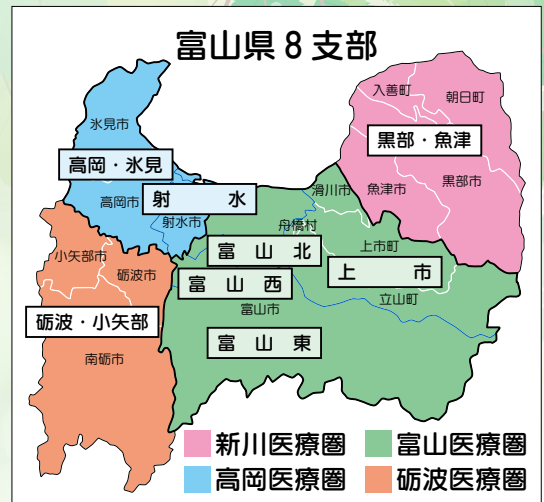 富山県8支部
入善町
朝日町
氷見市
黒部・魚津
高岡・氷見
黒部市
魚津市
滑川市
高岡市
射 水
射水市
舟橋村
上市町
富 山 北
小矢部市
砺波市
上 市
富 山 西
立山町
富山市
砺波・小矢部
富 山 東
南砺市
新川医療圏
富山医療圏
高岡医療圏
砺波医療圏